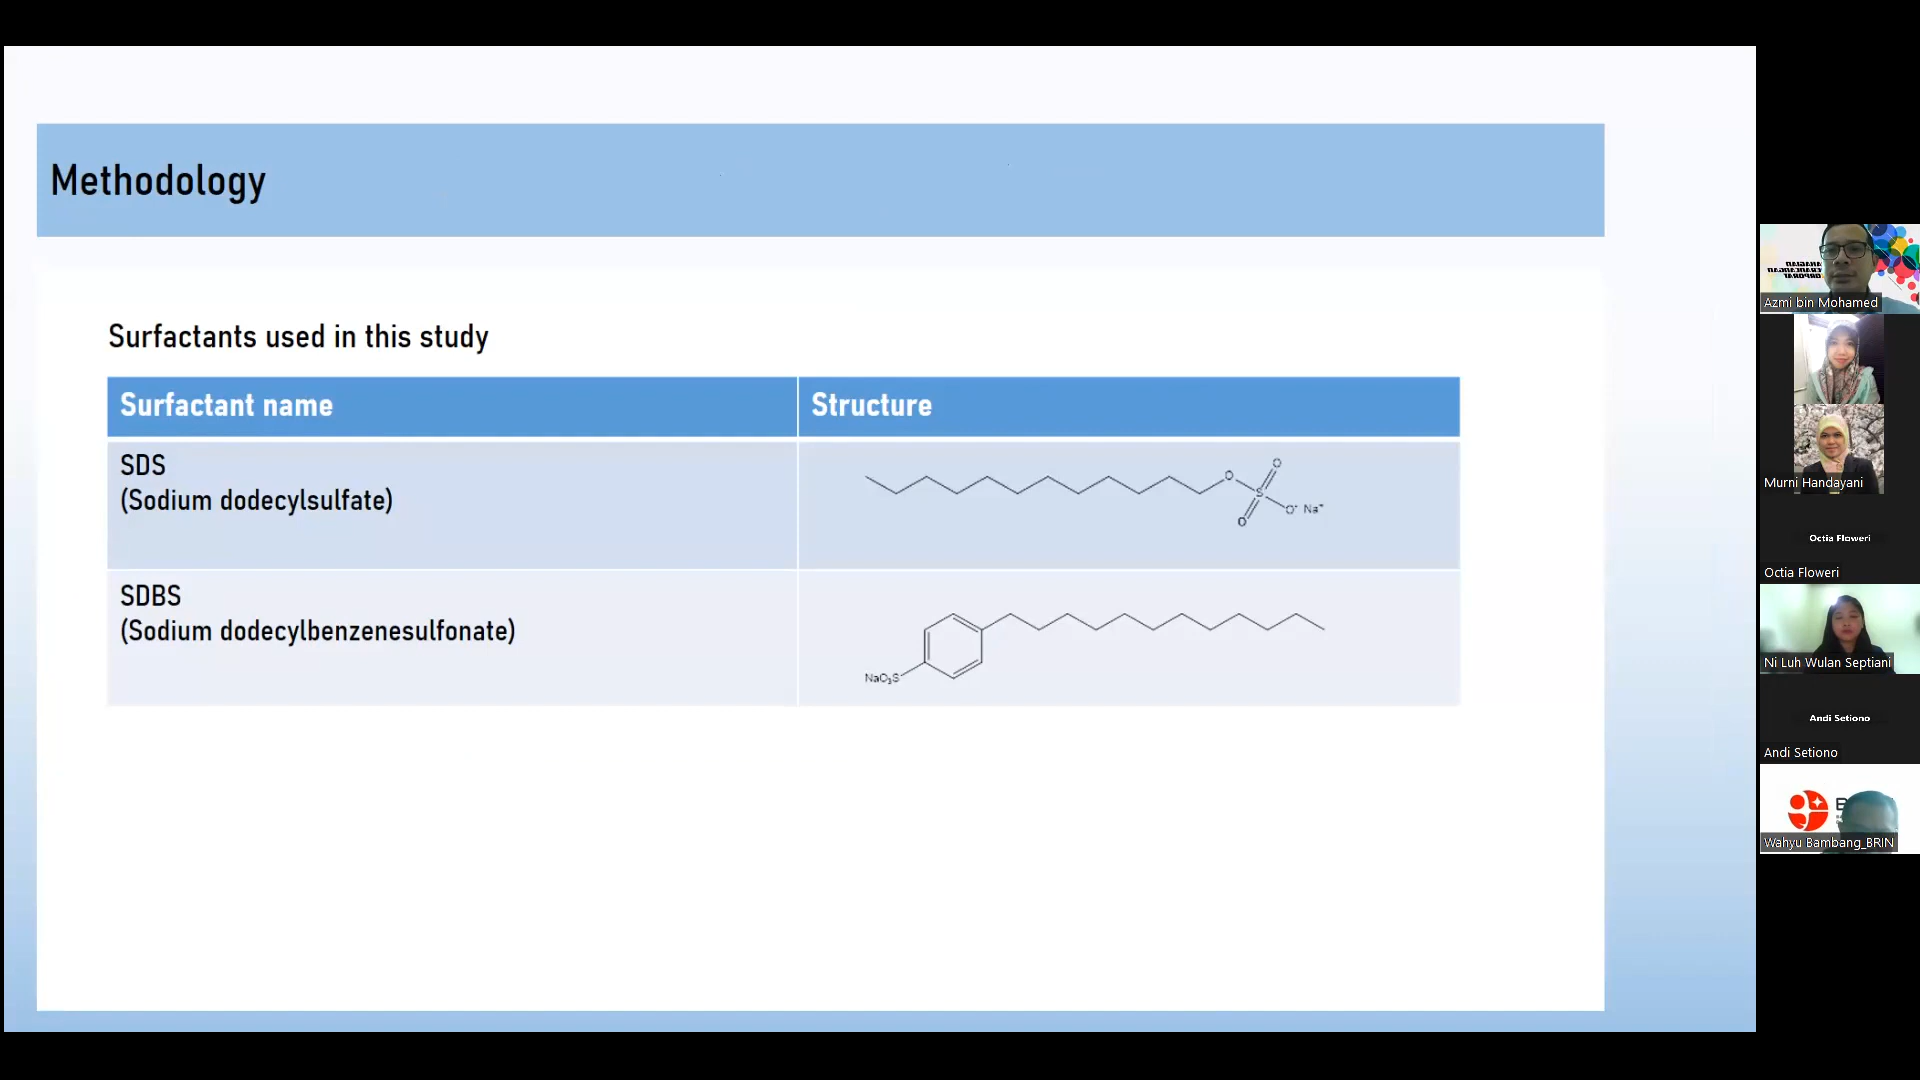 Methodology
Surfactants used in this study
Surfactant name
Structure
SDS
(Sodium dodecylsulfate)
O
O
S
O
O⁻ Na⁺
SDBS
(Sodium dodecylbenzenesulfonate)
NaO₃S
Azmi bin Mohamed
Murni Handayani
Octia Floweri
Octia Floweri
Ni Luh Wulan Septiani
Andi Setiono
Andi Setiono
Wahyu Bambang_BRIN